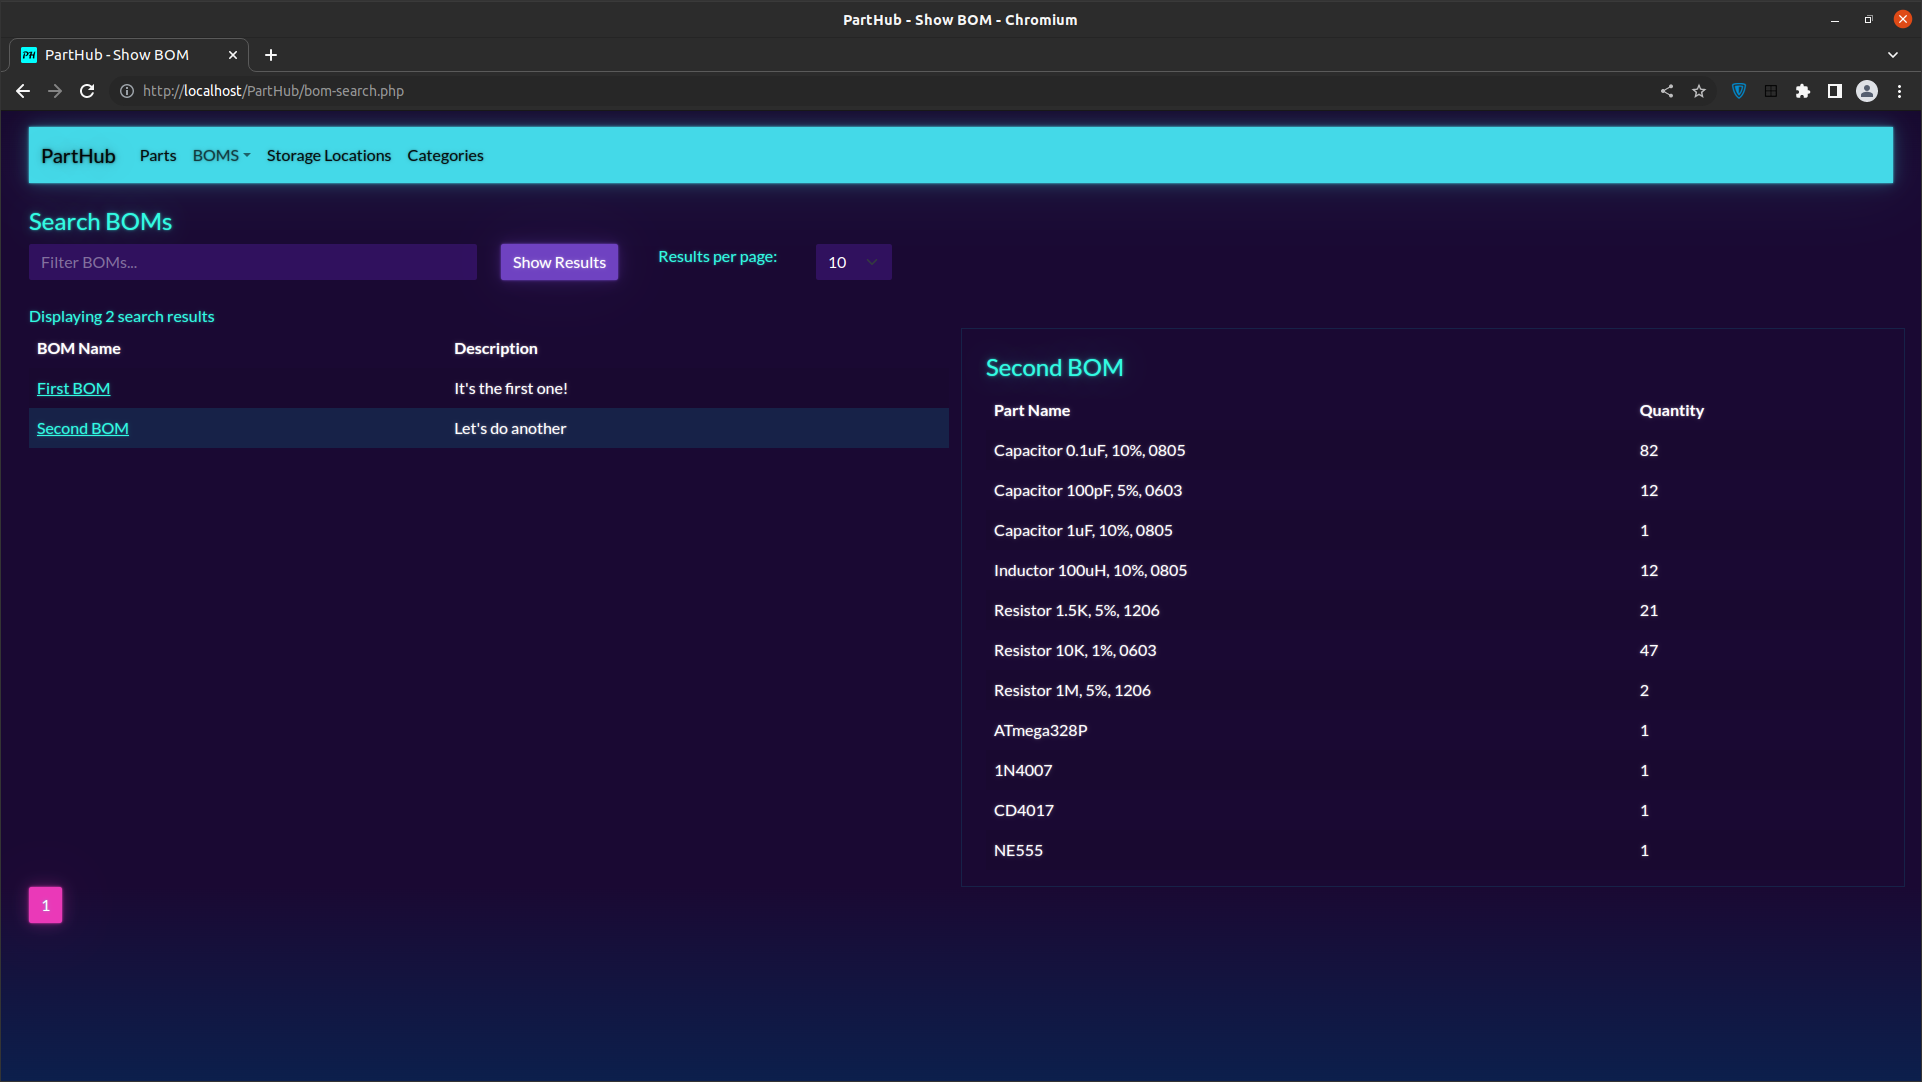 PartHub - Show BOM - Chromium
PH PartHub - Show BOM
http://localhost/PartHub/bom-search.php
PartHub Parts BOMS Storage Locations Categories
Search BOMs
Filter BOMs... Show Results Results per page: 10
Displaying 2 search results
BOM Name Description
First BOM It's the first one!
Second BOM Let's do another
Second BOM
Part Name Quantity
Capacitor 0.1uF, 10%, 0805 82
Capacitor 100pF, 5%, 0603 12
Capacitor 1uF, 10%, 0805 1
Inductor 100uH, 10%, 0805 12
Resistor 1.5K, 5%, 1206 21
Resistor 10K, 1%, 0603 47
Resistor 1M, 5%, 1206 2
ATmega328P 1
1N4007 1
CD4017 1
NE555 1
1